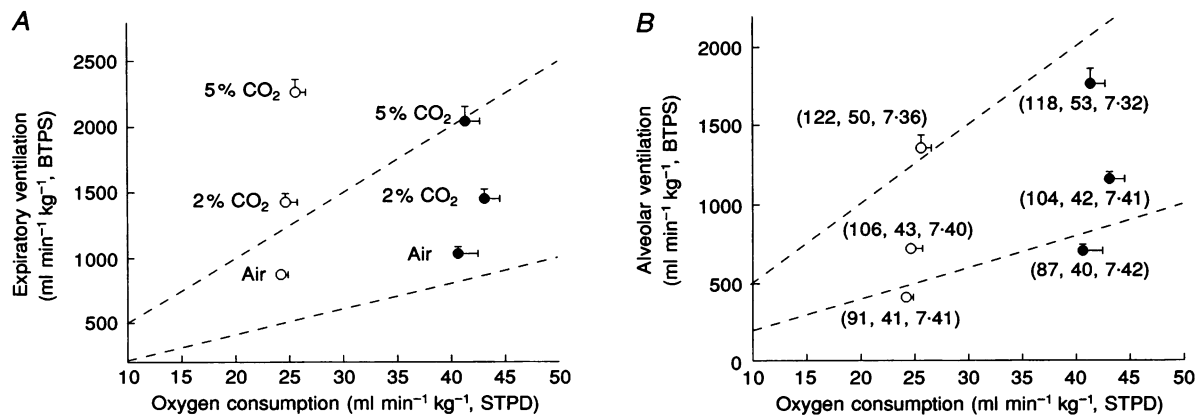 A
Expiratory ventilation
(ml min⁻¹ kg⁻¹, BTPS)
2500
2000
1500
1000
500
5% CO₂
5% CO₂
2% CO₂
2% CO₂
Air
Air
10 15 20 25 30 35 40 45 50
Oxygen consumption (ml min⁻¹ kg⁻¹, STPD)
B
Alveolar ventilation
(ml min⁻¹ kg⁻¹, BTPS)
2000
1500
1000
500
0
(118, 53, 7·32)
(122, 50, 7·36)
(104, 42, 7·41)
(106, 43, 7·40)
(87, 40, 7·42)
(91, 41, 7·41)
10 15 20 25 30 35 40 45 50
Oxygen consumption (ml min⁻¹ kg⁻¹, STPD)